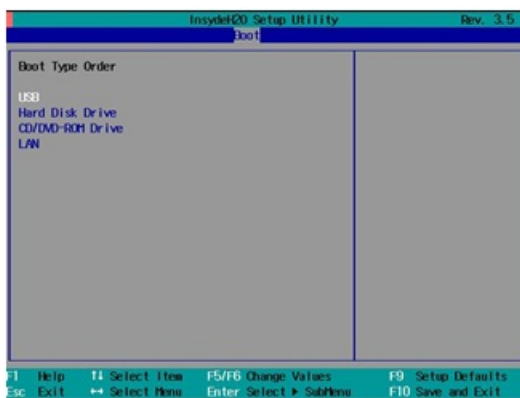 InsydeH20 Setup Utility Rev. 3.5
Boot
Boot Type Order
USB
Hard Disk Drive
CD/DVD-ROM Drive
LAN
F1 Help ↑↓ Select Item F5/F6 Change Values F9 Setup Defaults
Esc Exit ↔ Select Menu Enter Select ▶ SubMenu F10 Save and Exit